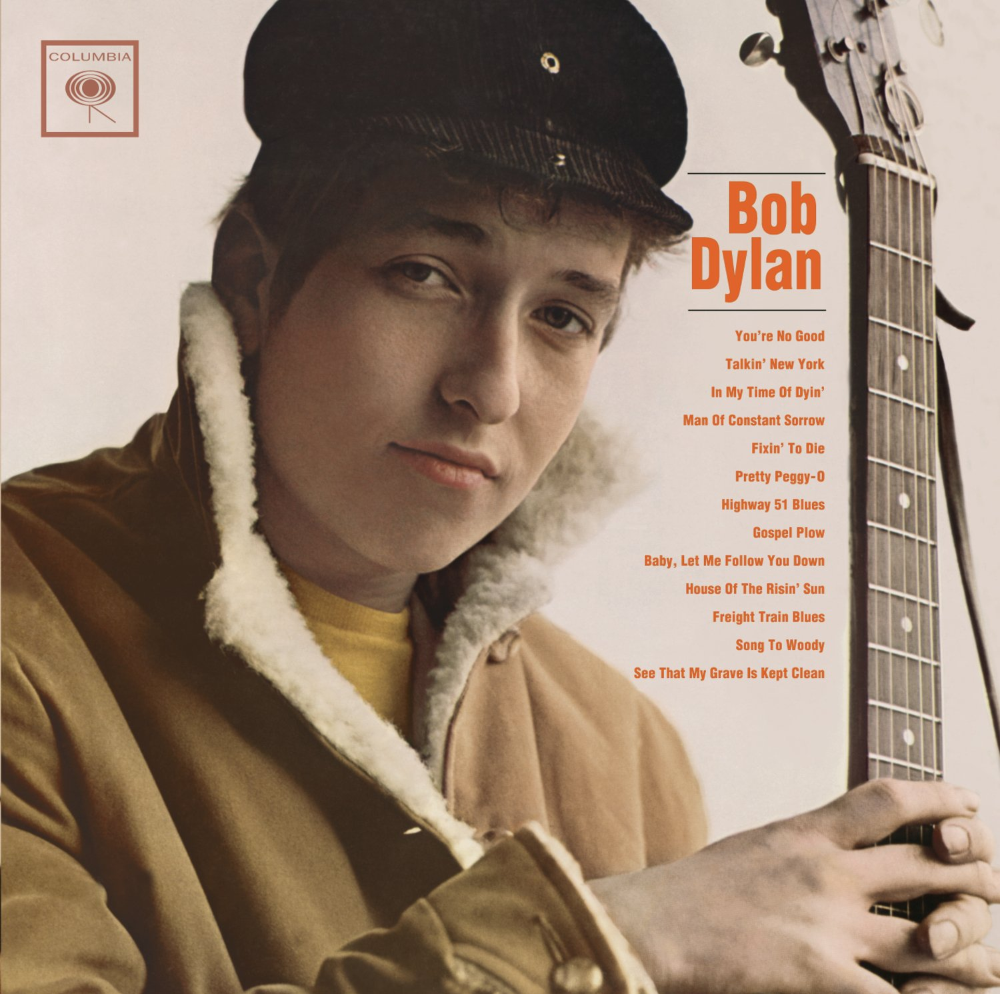 COLUMBIA
Bob
Dylan
You're No Good
Talkin' New York
In My Time Of Dyin'
Man Of Constant Sorrow
Fixin' To Die
Pretty Peggy-O
Highway 51 Blues
Gospel Plow
Baby, Let Me Follow You Down
House Of The Risin' Sun
Freight Train Blues
Song To Woody
See That My Grave Is Kept Clean